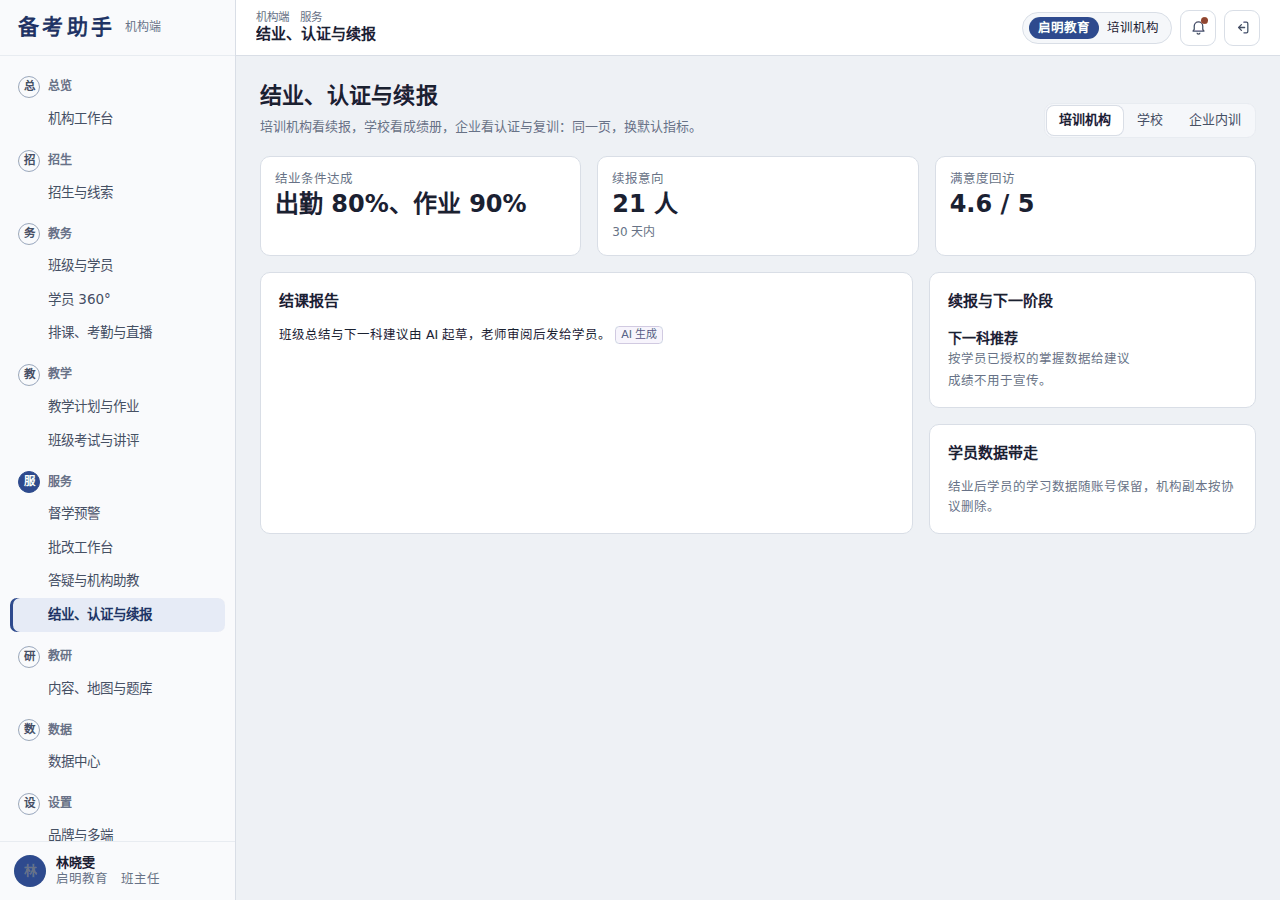 备考助手 机构端
总 总览
机构工作台
招 招生
招生与线索
务 教务
班级与学员
学员 360°
排课、考勤与直播
教 教学
教学计划与作业
班级考试与讲评
服 服务
督学预警
批改工作台
答疑与机构助教
结业、认证与续报
研 教研
内容、地图与题库
数 数据
数据中心
设 设置
品牌与多端
林 林晓雯
启明教育 班主任
机构端 服务
结业、认证与续报
启明教育 培训机构
结业、认证与续报
培训机构看续报，学校看成绩册，企业看认证与复训：同一页，换默认指标。
培训机构 学校 企业内训
结业条件达成
出勤 80%、作业 90%
续报意向
21 人
30 天内
满意度回访
4.6 / 5
结课报告
班级总结与下一科建议由 AI 起草，老师审阅后发给学员。 AI 生成
续报与下一阶段
下一科推荐
按学员已授权的掌握数据给建议
成绩不用于宣传。
学员数据带走
结业后学员的学习数据随账号保留，机构副本按协
议删除。